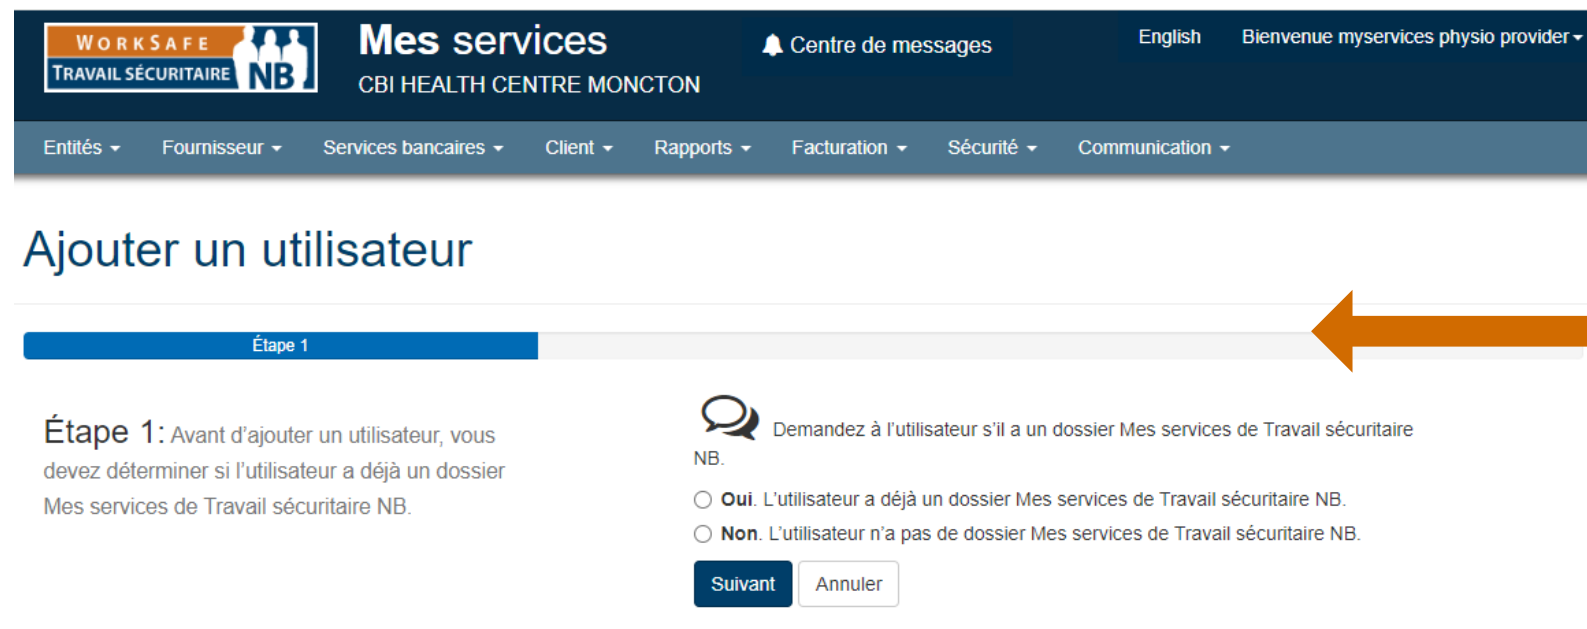 WORKSAFE
TRAVAIL SÉCURITAIRE NB
Mes services
CBI HEALTH CENTRE MONCTON
Centre de messages
English
Bienvenue myservices physio provider
Entités Fournisseur Services bancaires Client Rapports Facturation Sécurité Communication
Ajouter un utilisateur
Étape 1
Étape 1: Avant d'ajouter un utilisateur, vous
devez déterminer si l'utilisateur a déjà un dossier
Mes services de Travail sécuritaire NB.
Demandez à l'utilisateur s'il a un dossier Mes services de Travail sécuritaire
NB.
Oui. L'utilisateur a déjà un dossier Mes services de Travail sécuritaire NB.
Non. L'utilisateur n'a pas de dossier Mes services de Travail sécuritaire NB.
Suivant Annuler